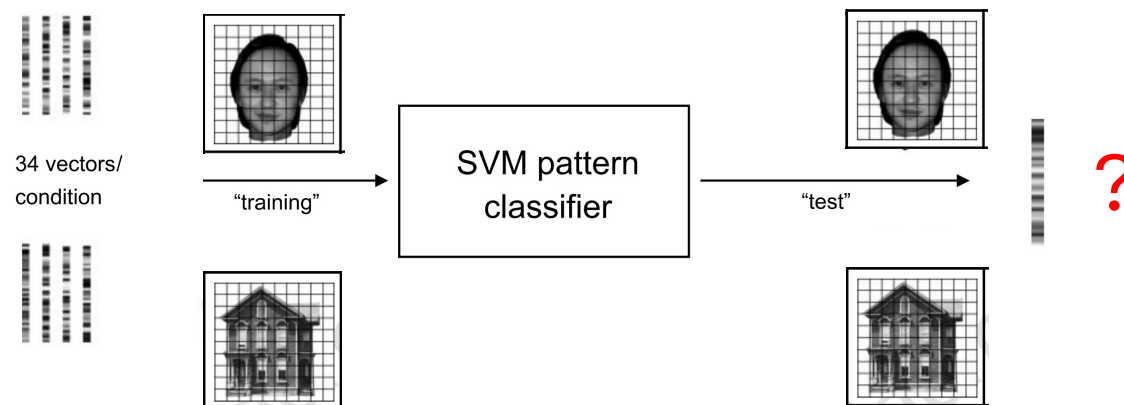 34 vectors/
condition
“training”
SVM pattern
classifier
“test”
?